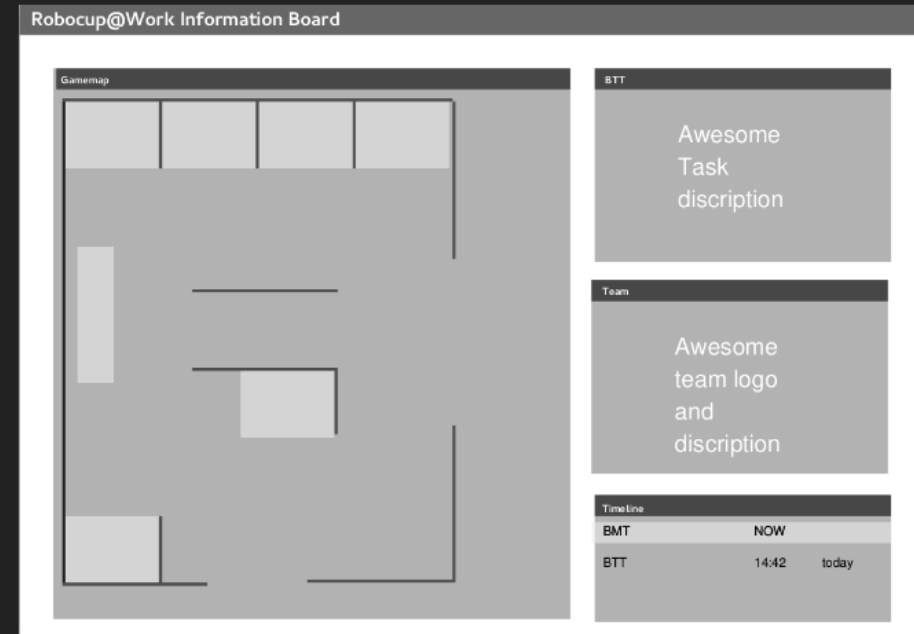 Robocup@Work Information Board
Gamemap
BTT
Awesome
Task
discription
Team
Awesome
team logo
and
discription
Timeline
BMT NOW
BTT 14:42 today